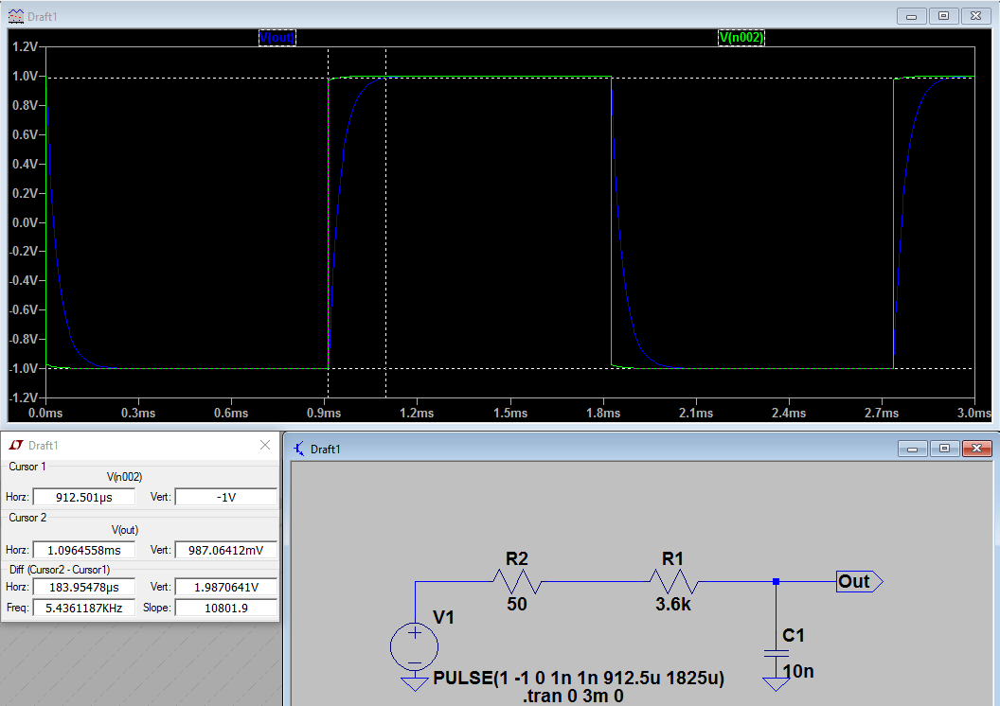 Draft1
V(out) V(n002)
1.2V
1.0V
0.8V
0.6V
0.4V
0.2V
0.0V
-0.2V
-0.4V
-0.6V
-0.8V
-1.0V
-1.2V
0.0ms 0.3ms 0.6ms 0.9ms 1.2ms 1.5ms 1.8ms 2.1ms 2.4ms 2.7ms 3.0ms
Draft1
Cursor 1
V(n002)
Horz: 912.501µs Vert: -1V
Cursor 2
V(out)
Horz: 1.0964558ms Vert: 987.06412mV
Diff (Cursor2 - Cursor1)
Horz: 183.95478µs Vert: 1.9870641V
Freq: 5.4361187KHz Slope: 10801.9
Draft1
R2 R1
50 3.6k
Out
V1
C1
10n
PULSE(1 -1 0 1n 1n 912.5u 1825u)
.tran 0 3m 0